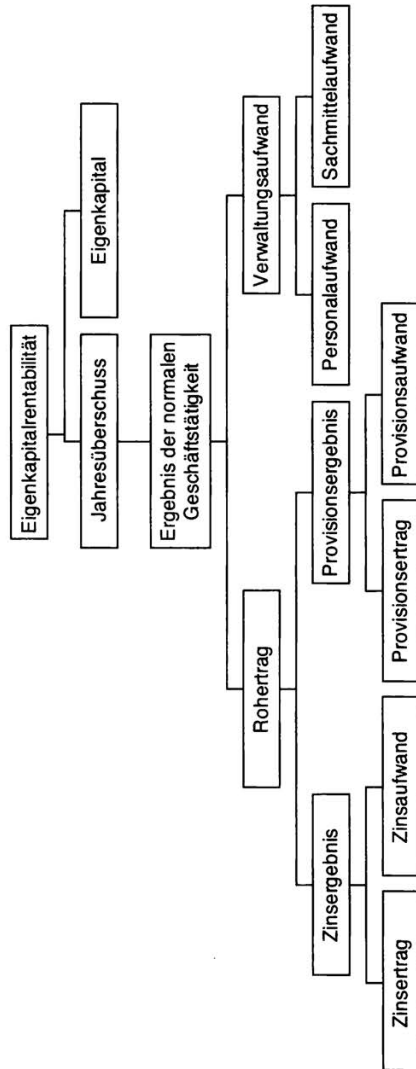 Eigenkapitalrentabilität
Jahresüberschuss
Eigenkapital
Ergebnis der normalen
Geschäftstätigkeit
Rohertrag
Verwaltungsaufwand
Zinsergebnis
Provisionsergebnis
Personalaufwand
Sachmittelaufwand
Zinsertrag
Zinsaufwand
Provisionsertrag
Provisionsaufwand